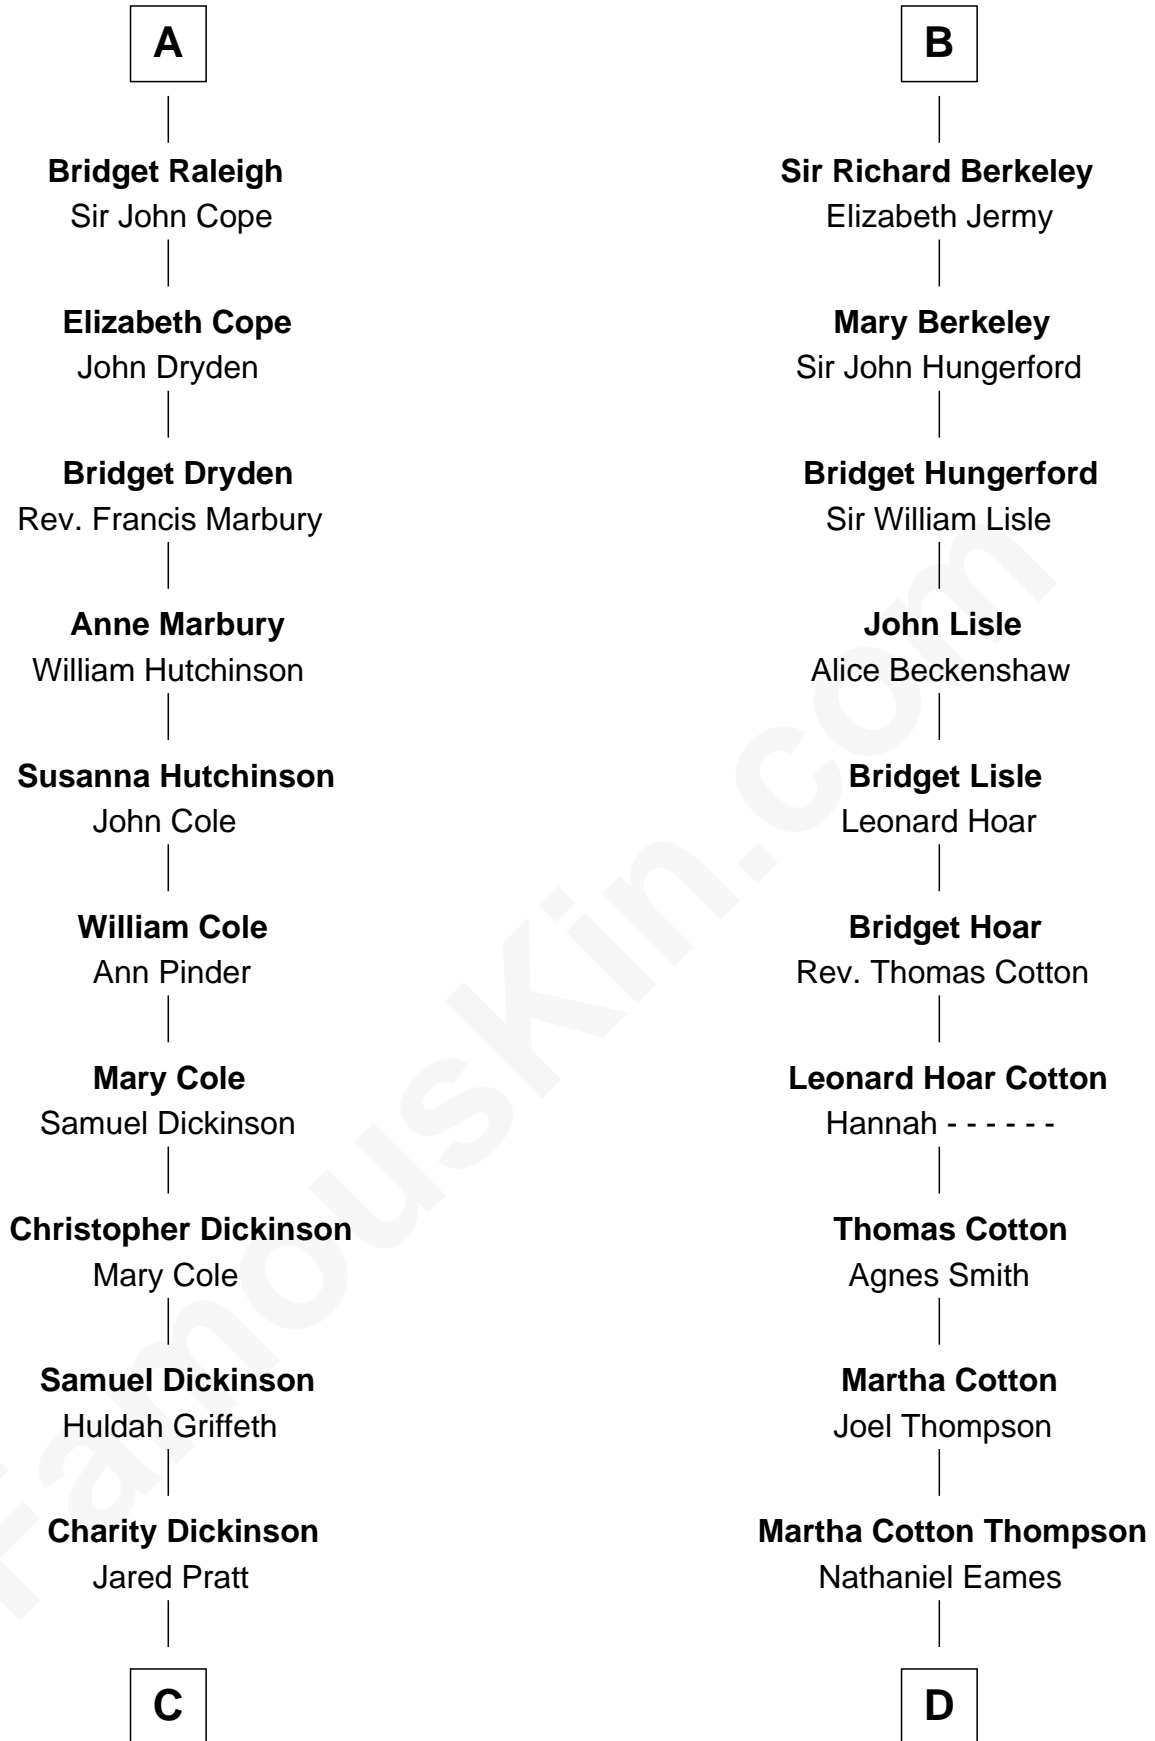 A
Bridget Raleigh
Sir John Cope
Elizabeth Cope
John Dryden
Bridget Dryden
Rev. Francis Marbury
Anne Marbury
William Hutchinson
Susanna Hutchinson
John Cole
William Cole
Ann Pinder
Mary Cole
Samuel Dickinson
Christopher Dickinson
Mary Cole
Samuel Dickinson
Huldah Griffeth
Charity Dickinson
Jared Pratt
C
B
Sir Richard Berkeley
Elizabeth Jermy
Mary Berkeley
Sir John Hungerford
Bridget Hungerford
Sir William Lisle
John Lisle
Alice Beckenshaw
Bridget Lisle
Leonard Hoar
Bridget Hoar
Rev. Thomas Cotton
Leonard Hoar Cotton
Hannah - - - - - -
Thomas Cotton
Agnes Smith
Martha Cotton
Joel Thompson
Martha Cotton Thompson
Nathaniel Eames
D
FamousKin.com